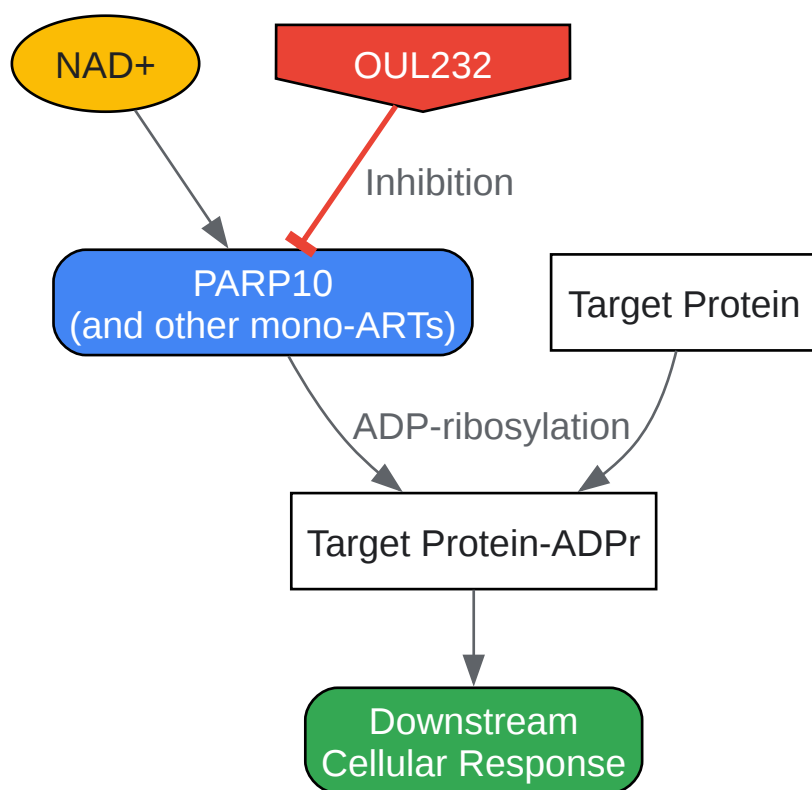 NAD+
OUL232
Inhibition
PARP10
(and other mono-ARTs)
Target Protein
ADP-ribosylation
Target Protein-ADPr
Downstream
Cellular Response